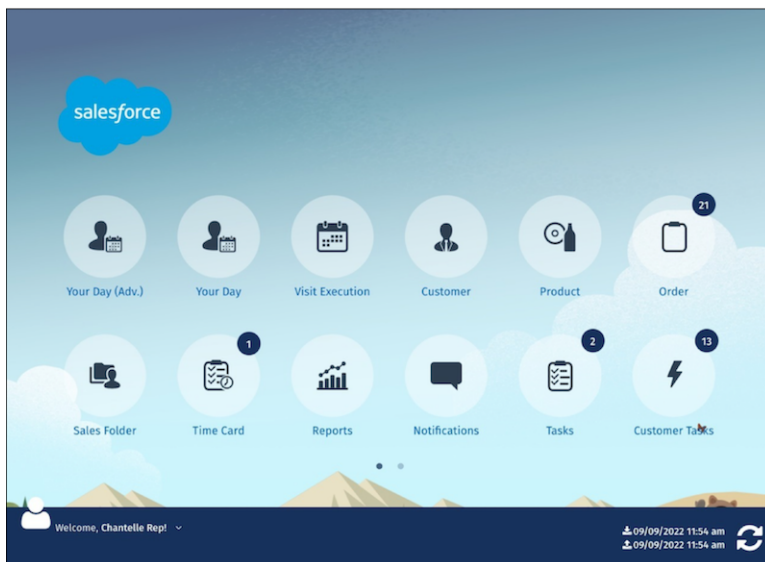 salesforce
21
Your Day (Adv.) Your Day Visit Execution Customer Product Order
1 2 13
Sales Folder Time Card Reports Notifications Tasks Customer Tasks
Welcome, Chantelle Rep!
09/09/2022 11:54 am
09/09/2022 11:54 am